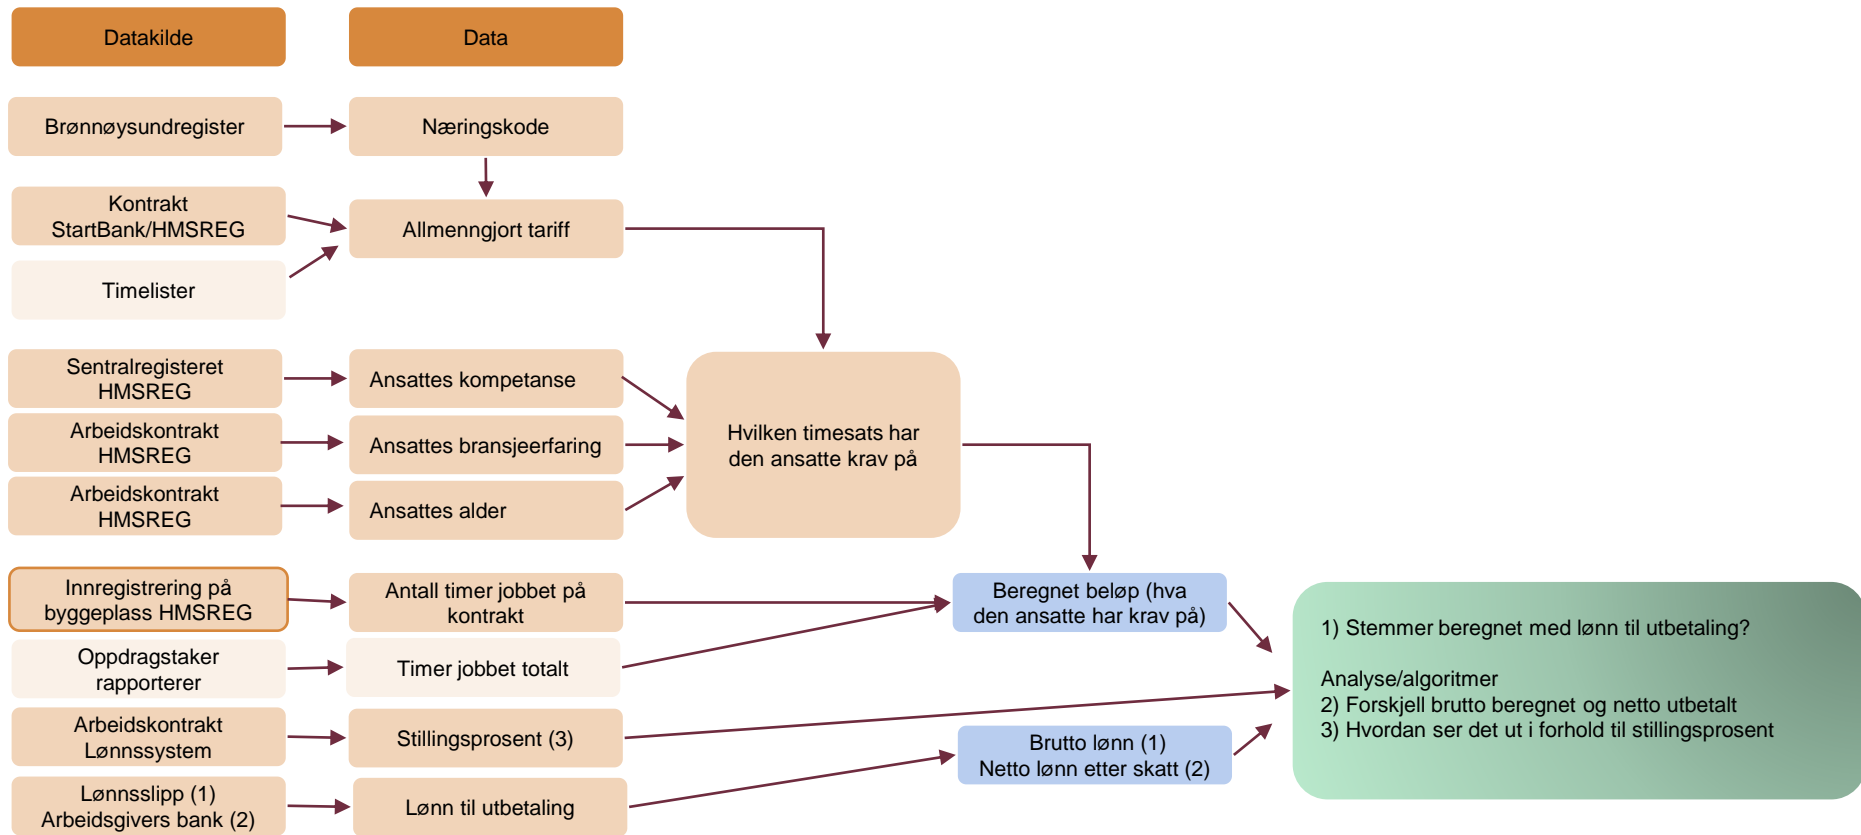 Datakilde
Data
Brønnøysundregister
Næringskode
Kontrakt
StartBank/HMSREG
Allmenngjort tariff
Timelister
Sentralregisteret
HMSREG
Ansattes kompetanse
Arbeidskontrakt
HMSREG
Ansattes bransjeerfaring
Arbeidskontrakt
HMSREG
Ansattes alder
Hvilken timesats har
den ansatte krav på
Innregistrering på
byggeplass HMSREG
Antall timer jobbet på
kontrakt
Beregnet beløp (hva
den ansatte har krav på)
Oppdragstaker
rapporterer
Timer jobbet totalt
Arbeidskontrakt
Lønnssystem
Stillingsprosent (3)
Brutto lønn (1)
Netto lønn etter skatt (2)
Lønnsslipp (1)
Arbeidsgivers bank (2)
Lønn til utbetaling
1) Stemmer beregnet med lønn til utbetaling?
Analyse/algoritmer
2) Forskjell brutto beregnet og netto utbetalt
3) Hvordan ser det ut i forhold til stillingsprosent